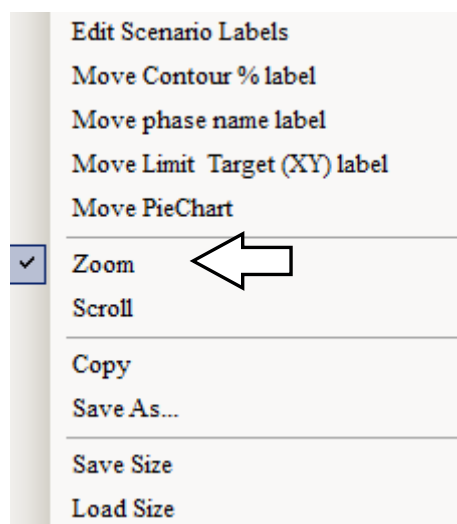 Edit Scenario Labels
Move Contour % label
Move phase name label
Move Limit  Target (XY) label
Move PieChart
Zoom
Scroll
Copy
Save As...
Save Size
Load Size